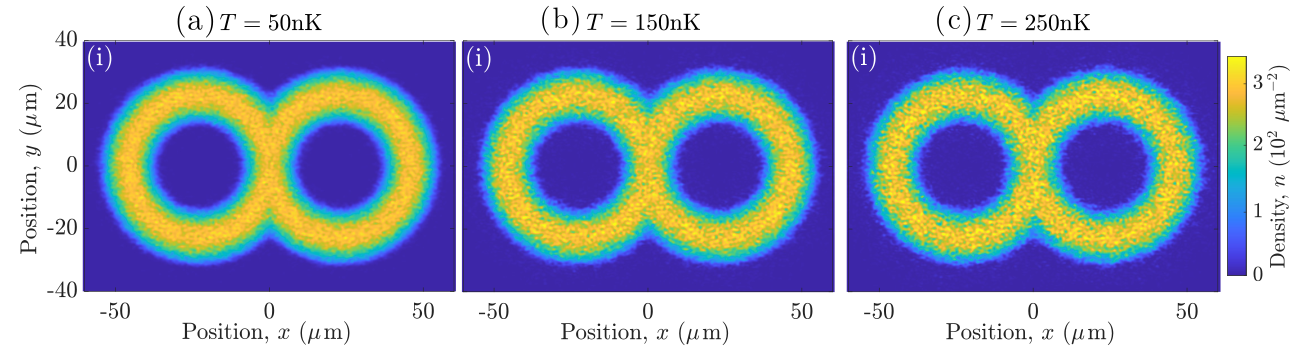 (a) T = 50nK
(b) T = 150nK
(c) T = 250nK
(i)
(i)
(i)
40
20
0
-20
-40
Position, y (μm)
-50
0
50
Position, x (μm)
-50
0
50
Position, x (μm)
-50
0
50
Position, x (μm)
3
2
1
0
Density, n (10² μm⁻²)